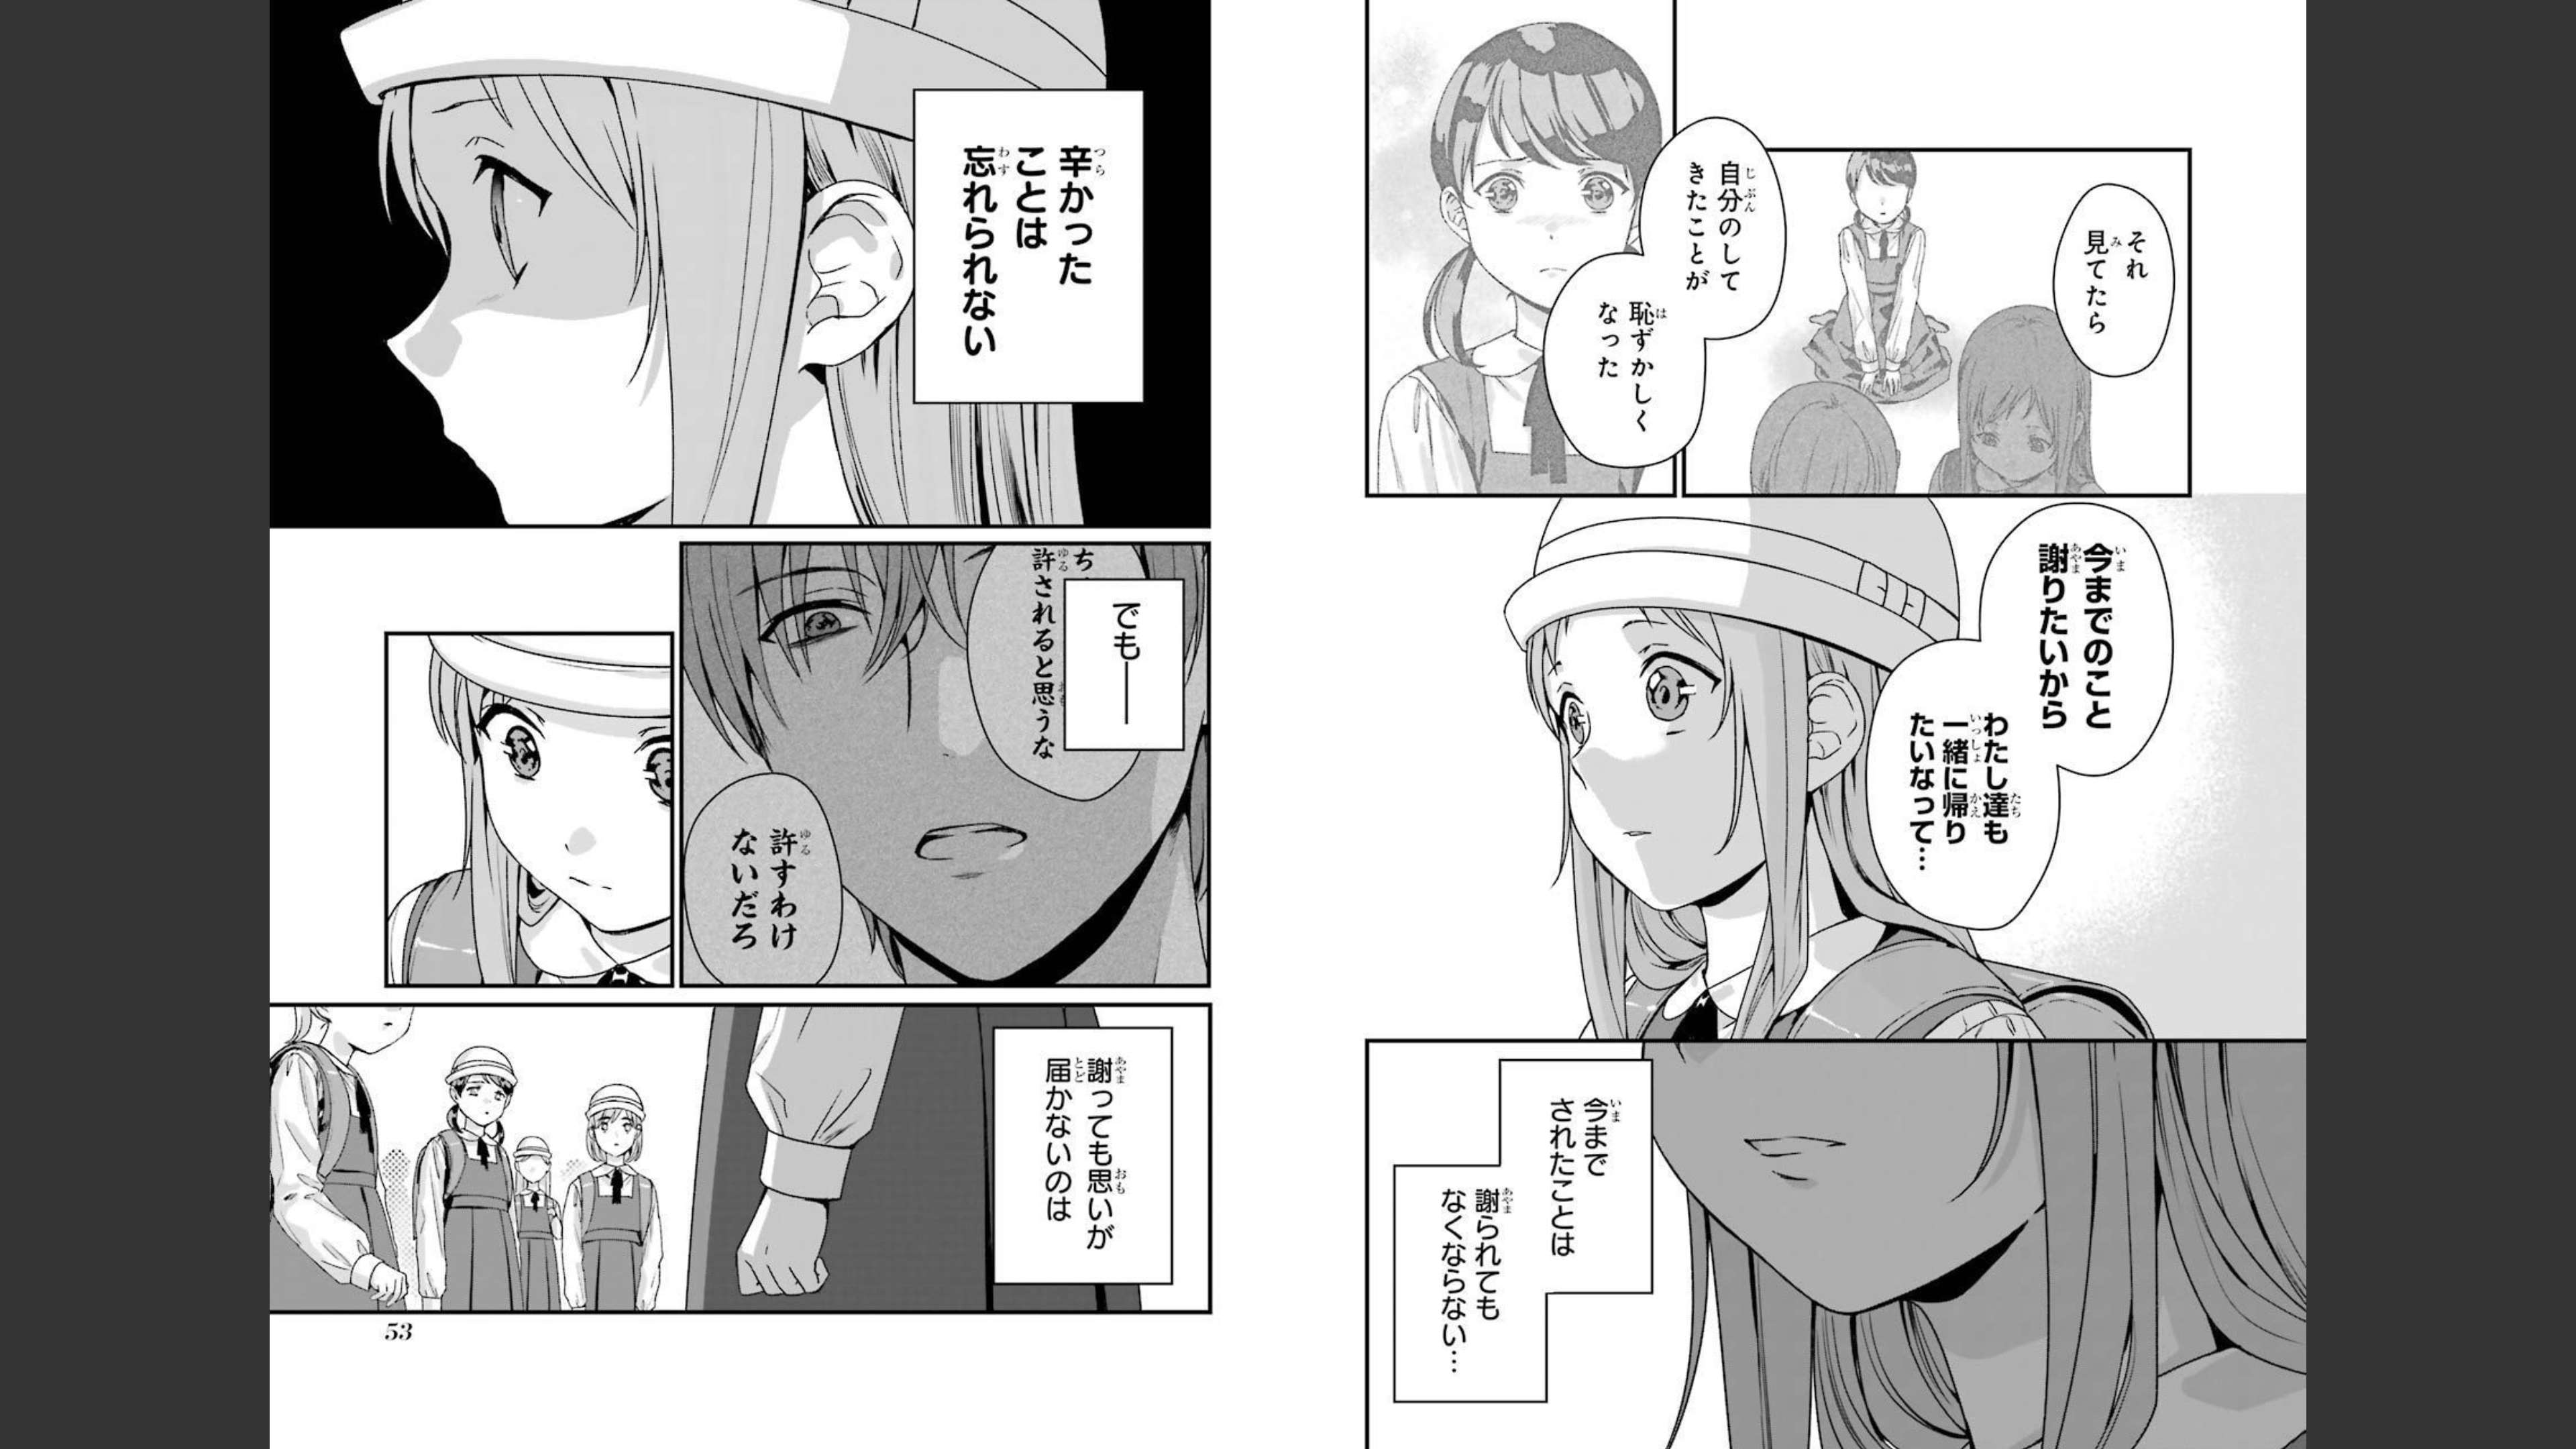 それ
見てたら
自分のして
きたことが
恥ずかしく
なった
今までのこと
謝りたいから
わたし達も
一緒に帰り
たいなって…
今まで
されたことは
謝られても
なくならない…
辛かった
ことは
忘れられない
でも——
ち
許されると思うな
許すわけ
ないだろ
謝っても思いが
届かないのは
53